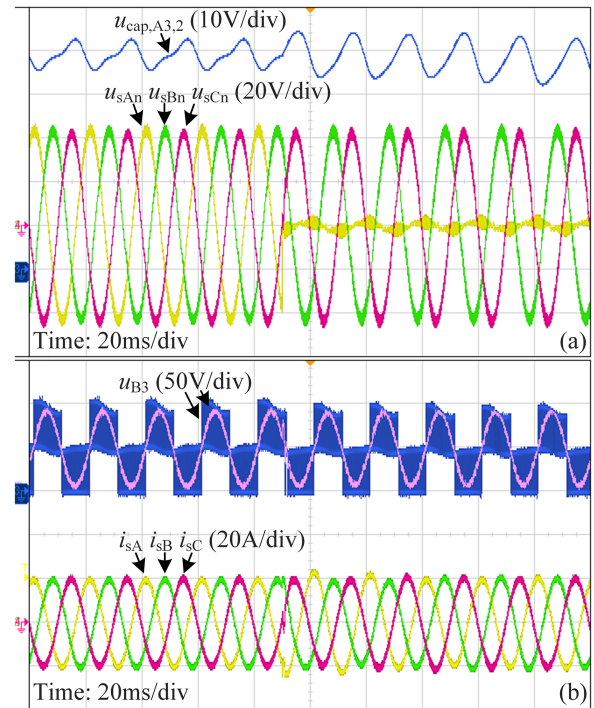 u_cap,A3,2 (10V/div)
u_sAn u_sBn u_sCn (20V/div)
Time: 20ms/div (a)
u_B3 (50V/div)
i_sA i_sB i_sC (20A/div)
Time: 20ms/div (b)